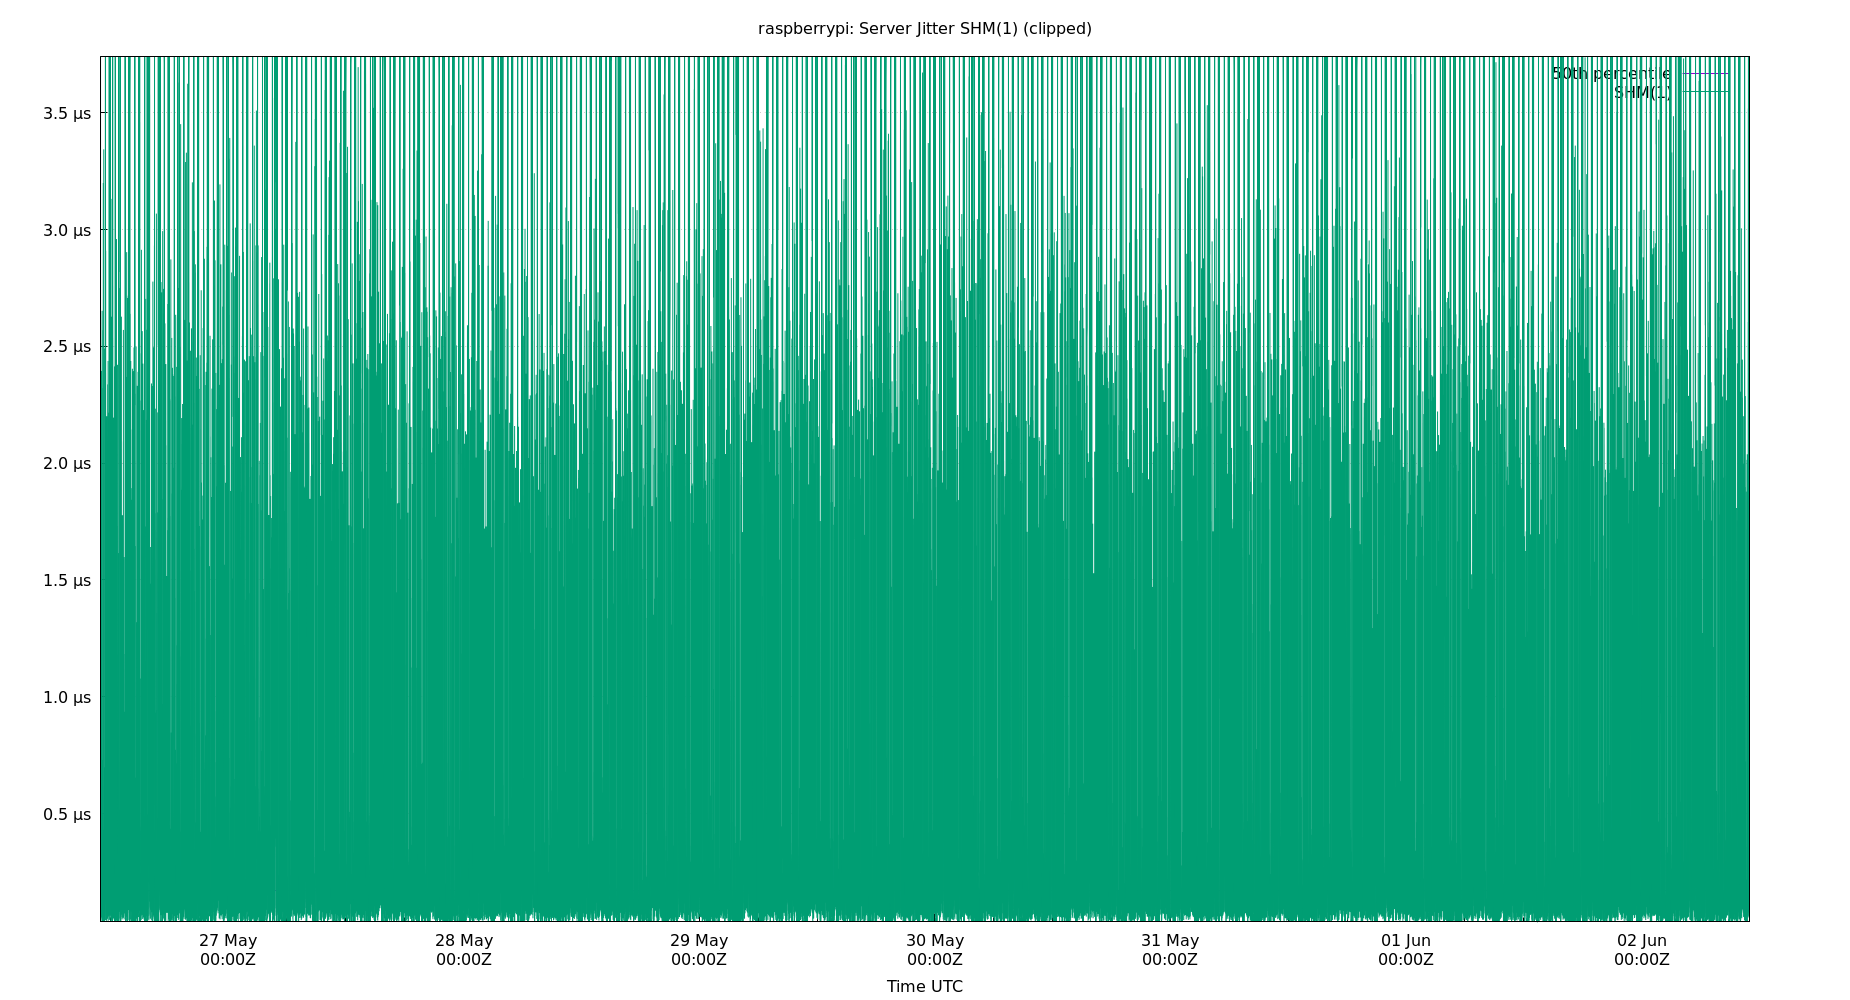 raspberrypi: Server Jitter SHM(1) (clipped)
50th percentile
SHM(1)
3.5 µs
3.0 µs
2.5 µs
2.0 µs
1.5 µs
1.0 µs
0.5 µs
27 May 28 May 29 May 30 May 31 May 01 Jun 02 Jun
00:00Z 00:00Z 00:00Z 00:00Z 00:00Z 00:00Z 00:00Z
Time UTC